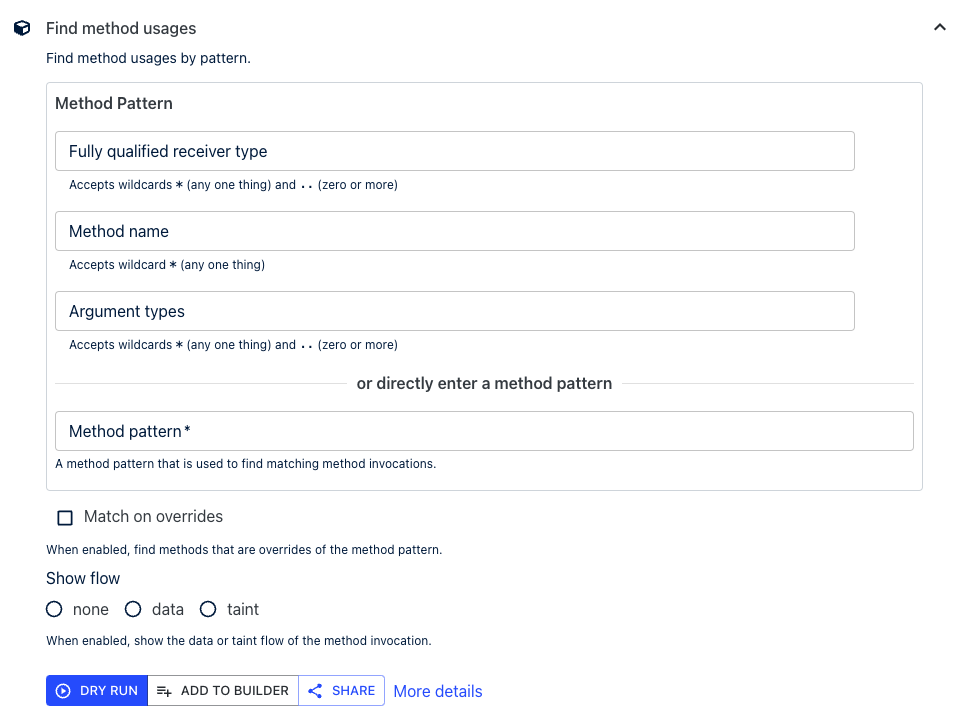 Find method usages
Find method usages by pattern.
Method Pattern
Fully qualified receiver type
Accepts wildcards * (any one thing) and .. (zero or more)
Method name
Accepts wildcard * (any one thing)
Argument types
Accepts wildcards * (any one thing) and .. (zero or more)
or directly enter a method pattern
Method pattern*
A method pattern that is used to find matching method invocations.
Match on overrides
When enabled, find methods that are overrides of the method pattern.
Show flow
none data taint
When enabled, show the data or taint flow of the method invocation.
DRY RUN ADD TO BUILDER SHARE More details